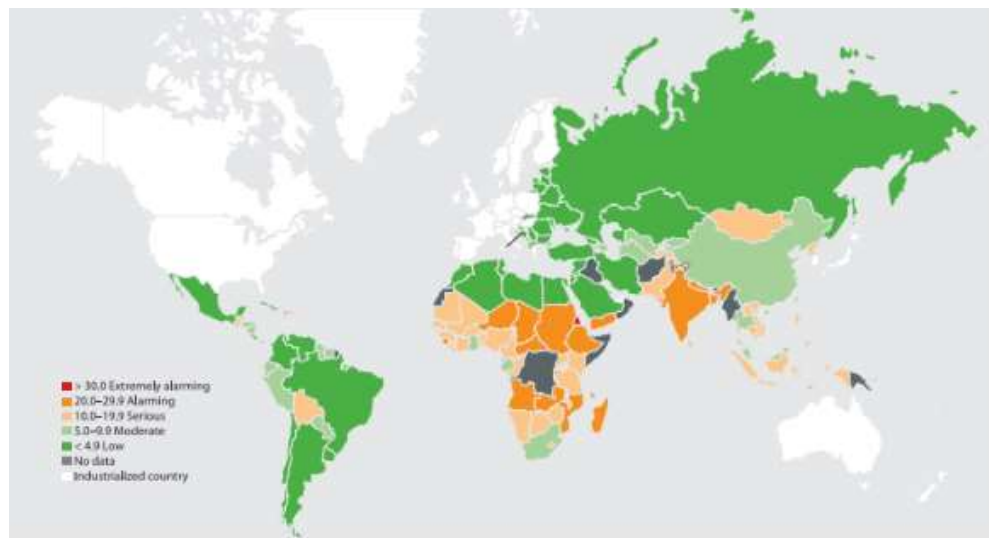 > 30.0 Extremely alarming
20.0–29.9 Alarming
10.0–19.9 Serious
5.0–9.9 Moderate
< 4.9 Low
No data
Industrialized country